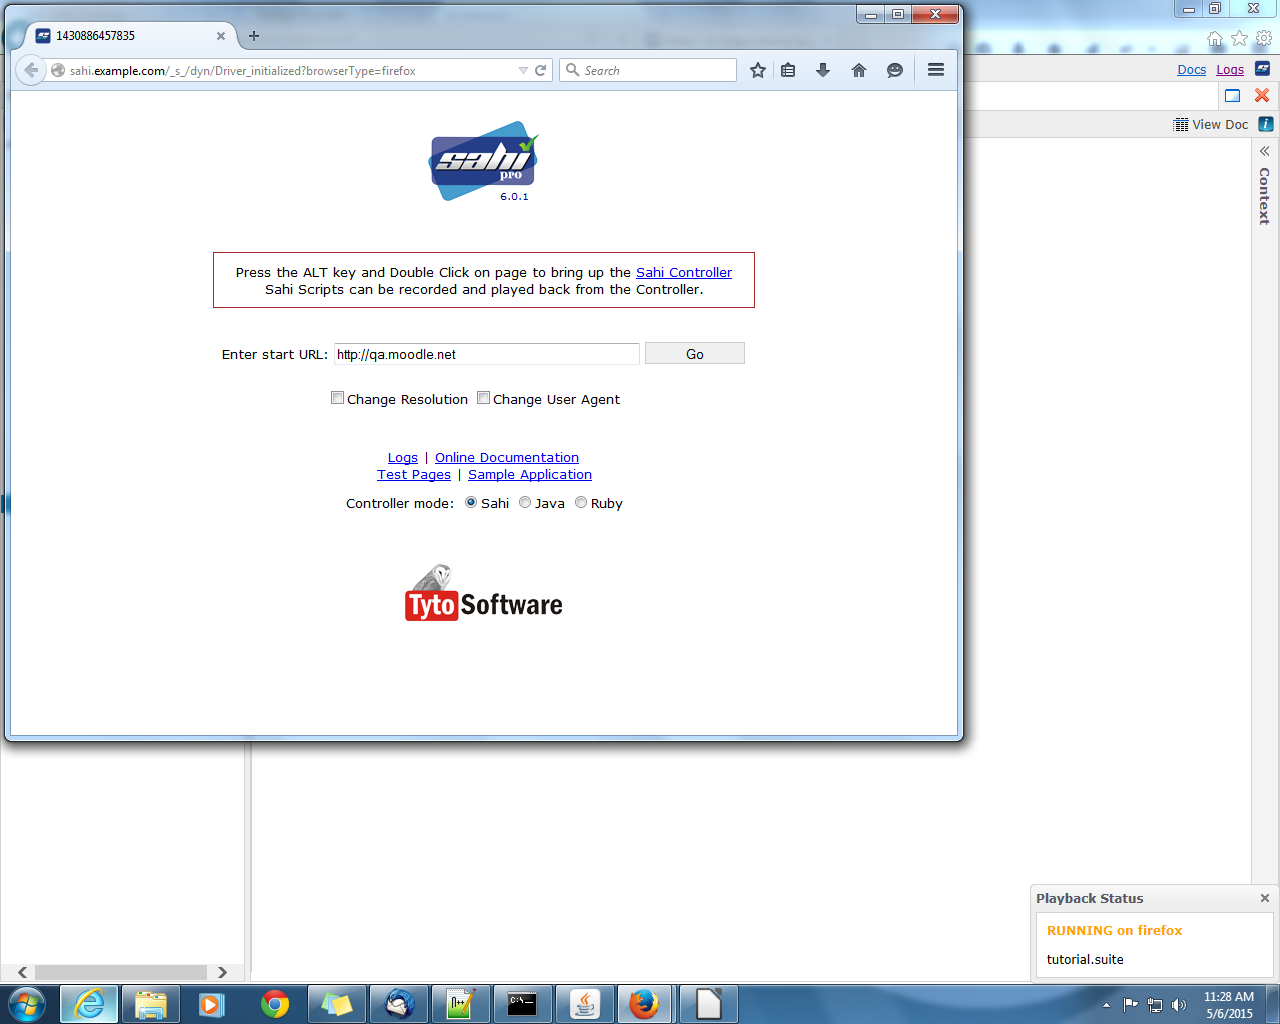 1430886457835
sahi.example.com/_s_/dyn/Driver_initialized?browserType=firefox
Search
Docs Logs
View Doc
Context
sahi
pro
6.0.1
Press the ALT key and Double Click on page to bring up the Sahi Controller
Sahi Scripts can be recorded and played back from the Controller.
Enter start URL: http://qa.moodle.net Go
Change Resolution Change User Agent
Logs | Online Documentation
Test Pages | Sample Application
Controller mode: Sahi Java Ruby
Tyto Software
Playback Status
RUNNING on firefox
tutorial.suite
11:28 AM
5/6/2015